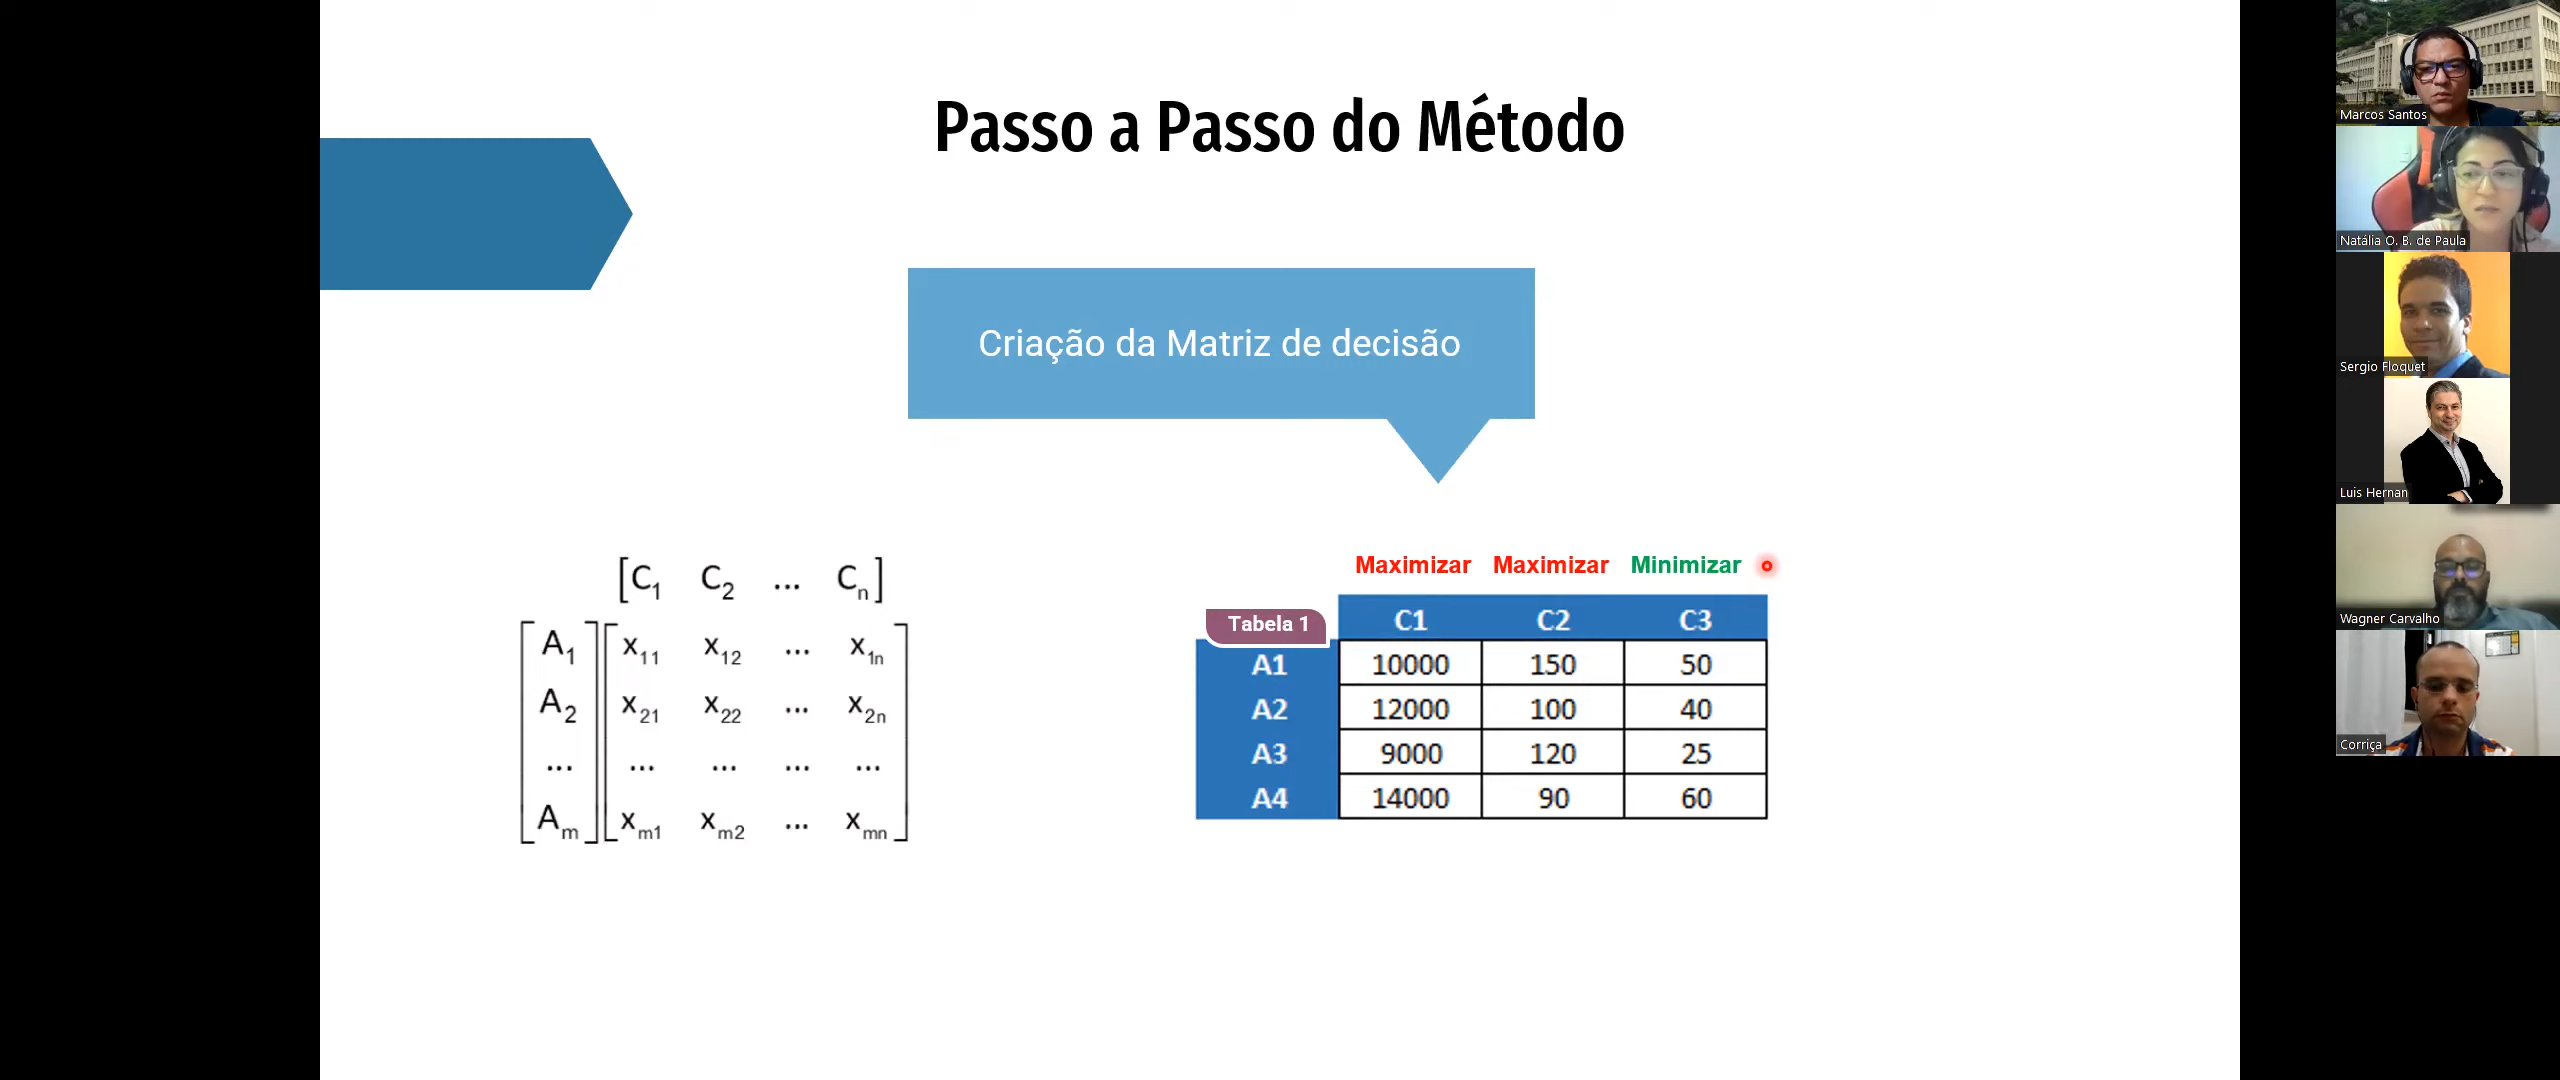 Passo a Passo do Método
Criação da Matriz de decisão
[C1 C2 ... Cn]
A1 x11 x12 ... x1n
A2 x21 x22 ... x2n
... ... ... ... ...
Am xm1 xm2 ... xmn
Maximizar Maximizar Minimizar
Tabela 1 C1 C2 C3
A1 10000 150 50
A2 12000 100 40
A3 9000 120 25
A4 14000 90 60
Marcos Santos
Natália O. B. de Paula
Sergio Floquet
Luis Hernan
Wagner Carvalho
Corriça